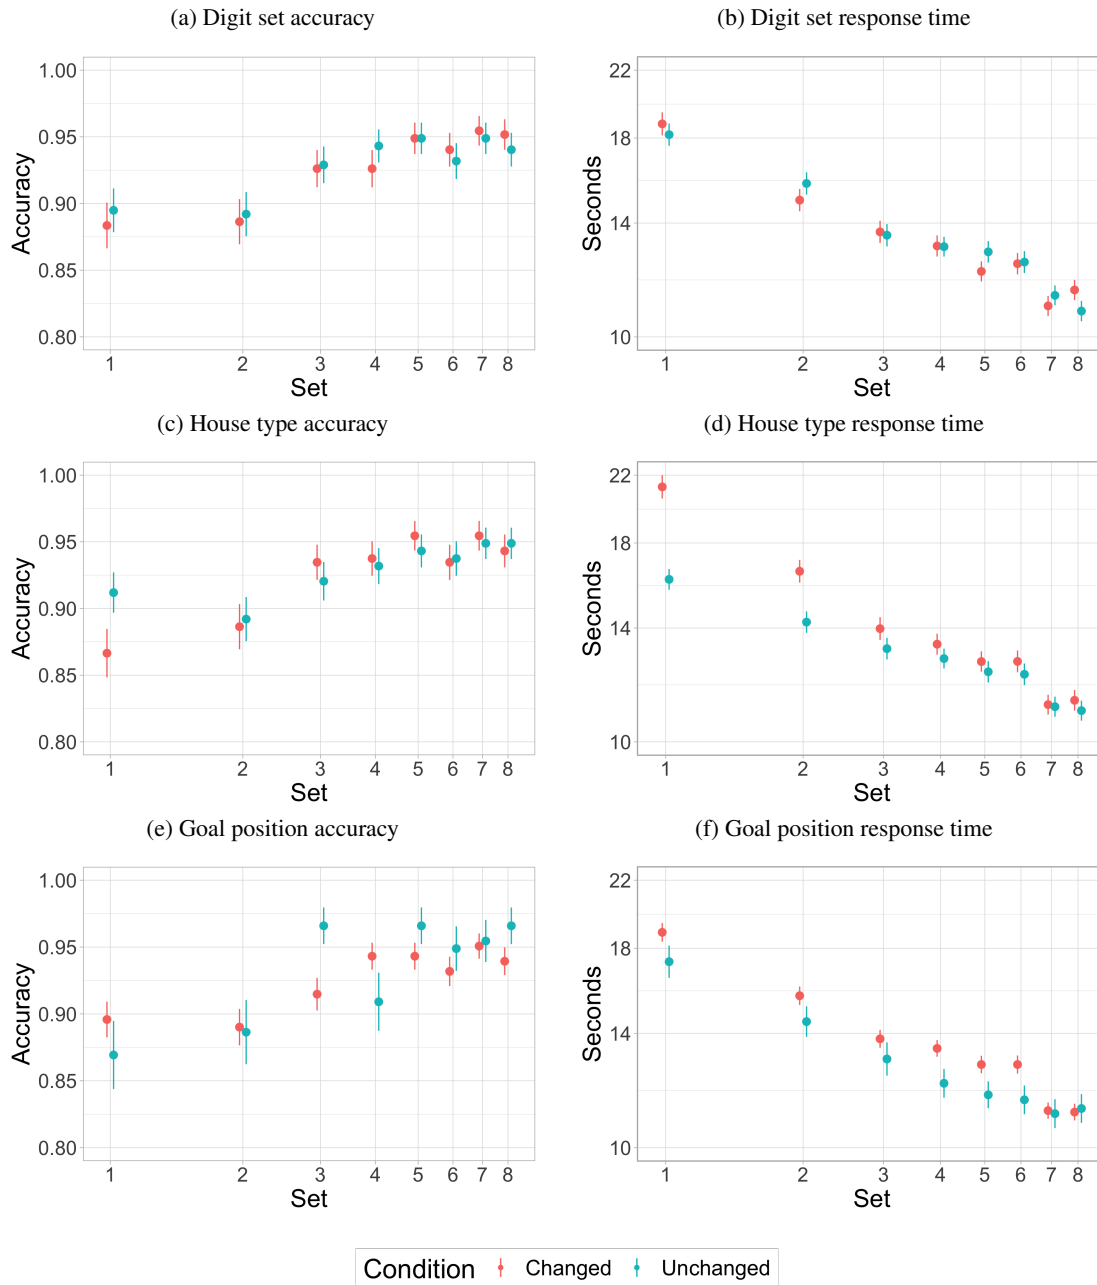 (a) Digit set accuracy
(b) Digit set response time
1.00
0.95
0.90
0.85
0.80
Accuracy
1 2 3 4 5 6 7 8
Set
22
18
14
10
Seconds
1 2 3 4 5 6 7 8
Set
(c) House type accuracy
(d) House type response time
1.00
0.95
0.90
0.85
0.80
Accuracy
1 2 3 4 5 6 7 8
Set
22
18
14
10
Seconds
1 2 3 4 5 6 7 8
Set
(e) Goal position accuracy
(f) Goal position response time
1.00
0.95
0.90
0.85
0.80
Accuracy
1 2 3 4 5 6 7 8
Set
22
18
14
10
Seconds
1 2 3 4 5 6 7 8
Set
Condition Changed Unchanged